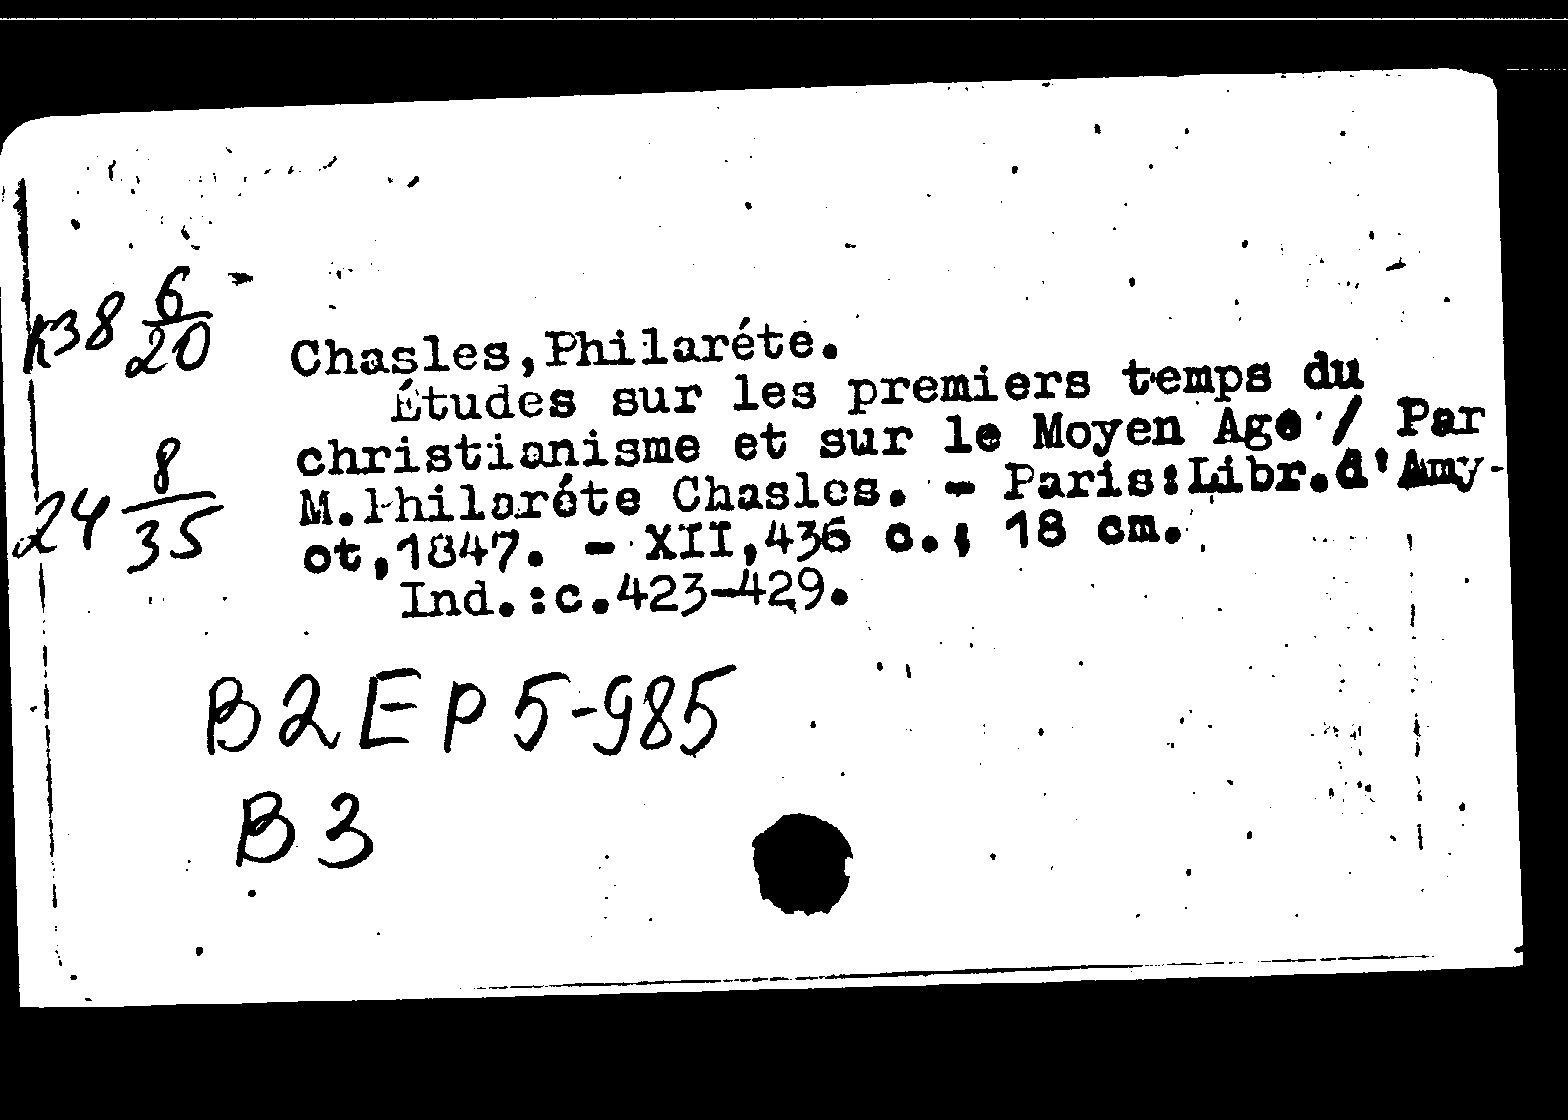 К38 6/20
Chasles,Philaréte.
Études sur les premiers temps du
christianisme et sur le Moyen Age / Par
24 8/35
M.Philaréte Chasles. - Paris:Libr.d'Amy-
ot,1847. - XII,436 c.; 18 cm.
Ind.:c.423-429.
B2EP5-985
B3